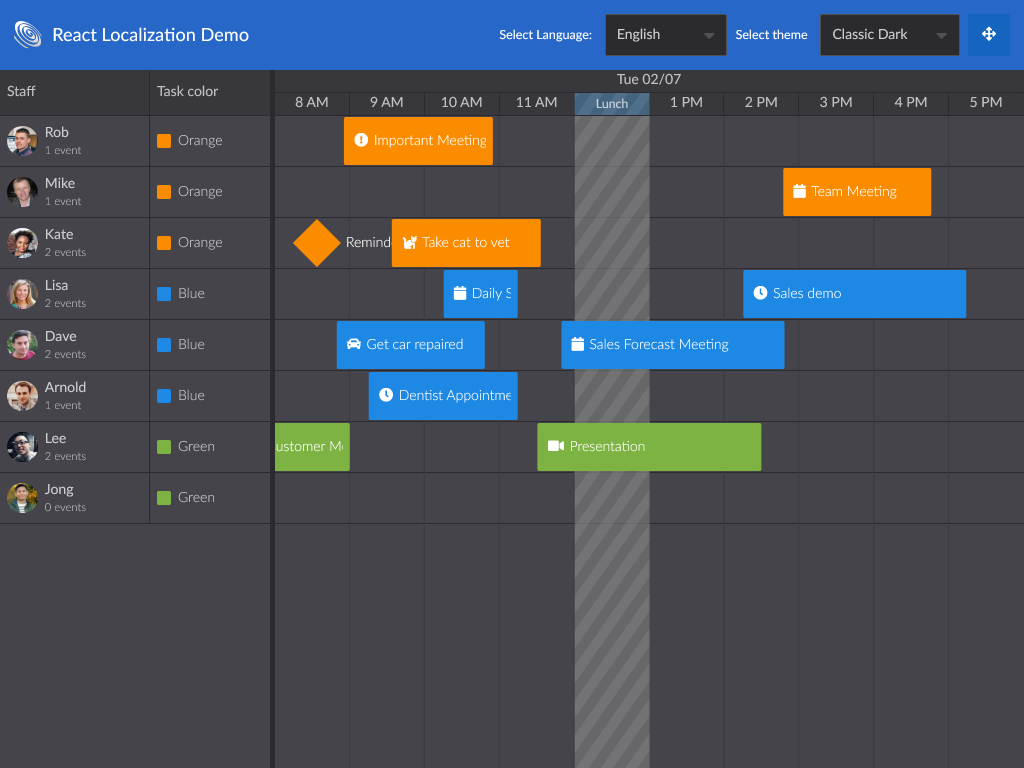 React Localization Demo
Select Language:
English
Select theme
Classic Dark
Staff
Task color
Tue 02/07
8 AM
9 AM
10 AM
11 AM
Lunch
1 PM
2 PM
3 PM
4 PM
5 PM
Rob
1 event
Orange
Important Meeting
Mike
1 event
Orange
Team Meeting
Kate
2 events
Orange
Remind
Take cat to vet
Lisa
2 events
Blue
Daily S
Sales demo
Dave
2 events
Blue
Get car repaired
Sales Forecast Meeting
Arnold
1 event
Blue
Dentist Appointme
Lee
2 events
Green
ustomer M
Presentation
Jong
0 events
Green